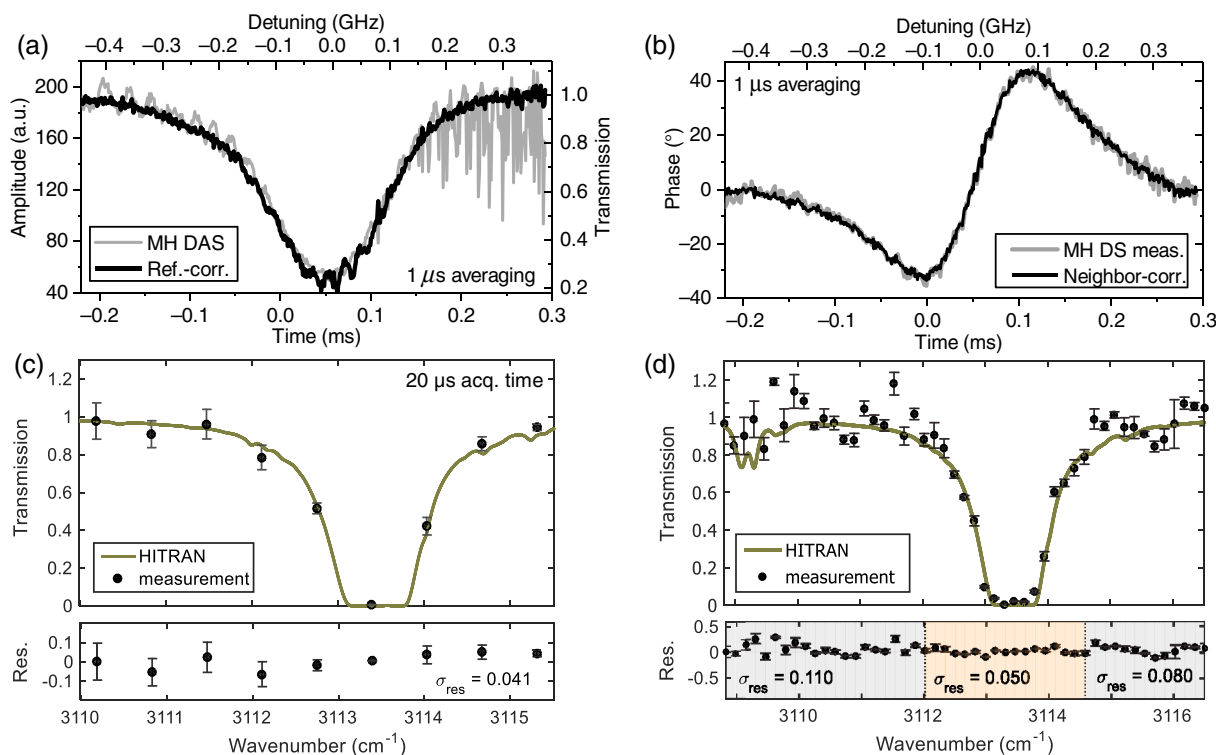 (a)
Detuning (GHz)
−0.4 −0.3 −0.2 −0.1 0.0 0.1 0.2 0.3
Amplitude (a.u.)
200
160
120
80
40
Transmission
1.0
0.8
0.6
0.4
0.2
MH DAS
Ref.-corr.
1 μs averaging
−0.2 −0.1 0.0 0.1 0.2 0.3
Time (ms)
(b)
Detuning (GHz)
−0.4 −0.3 −0.2 −0.1 0.0 0.1 0.2 0.3
1 μs averaging
Phase (°)
40
20
0
−20
−40
MH DS meas.
Neighbor-corr.
−0.2 −0.1 0.0 0.1 0.2 0.3
Time (ms)
(c)
20 μs acq. time
Transmission
1.2
1
0.8
0.6
0.4
0.2
0
HITRAN
measurement
Res.
0.1
0
-0.1
σres = 0.041
3110 3111 3112 3113 3114 3115
Wavenumber (cm⁻¹)
(d)
Transmission
1.2
1
0.8
0.6
0.4
0.2
0
HITRAN
measurement
Res.
0.5
0
-0.5
σres = 0.110 σres = 0.050 σres = 0.080
3110 3112 3114 3116
Wavenumber (cm⁻¹)